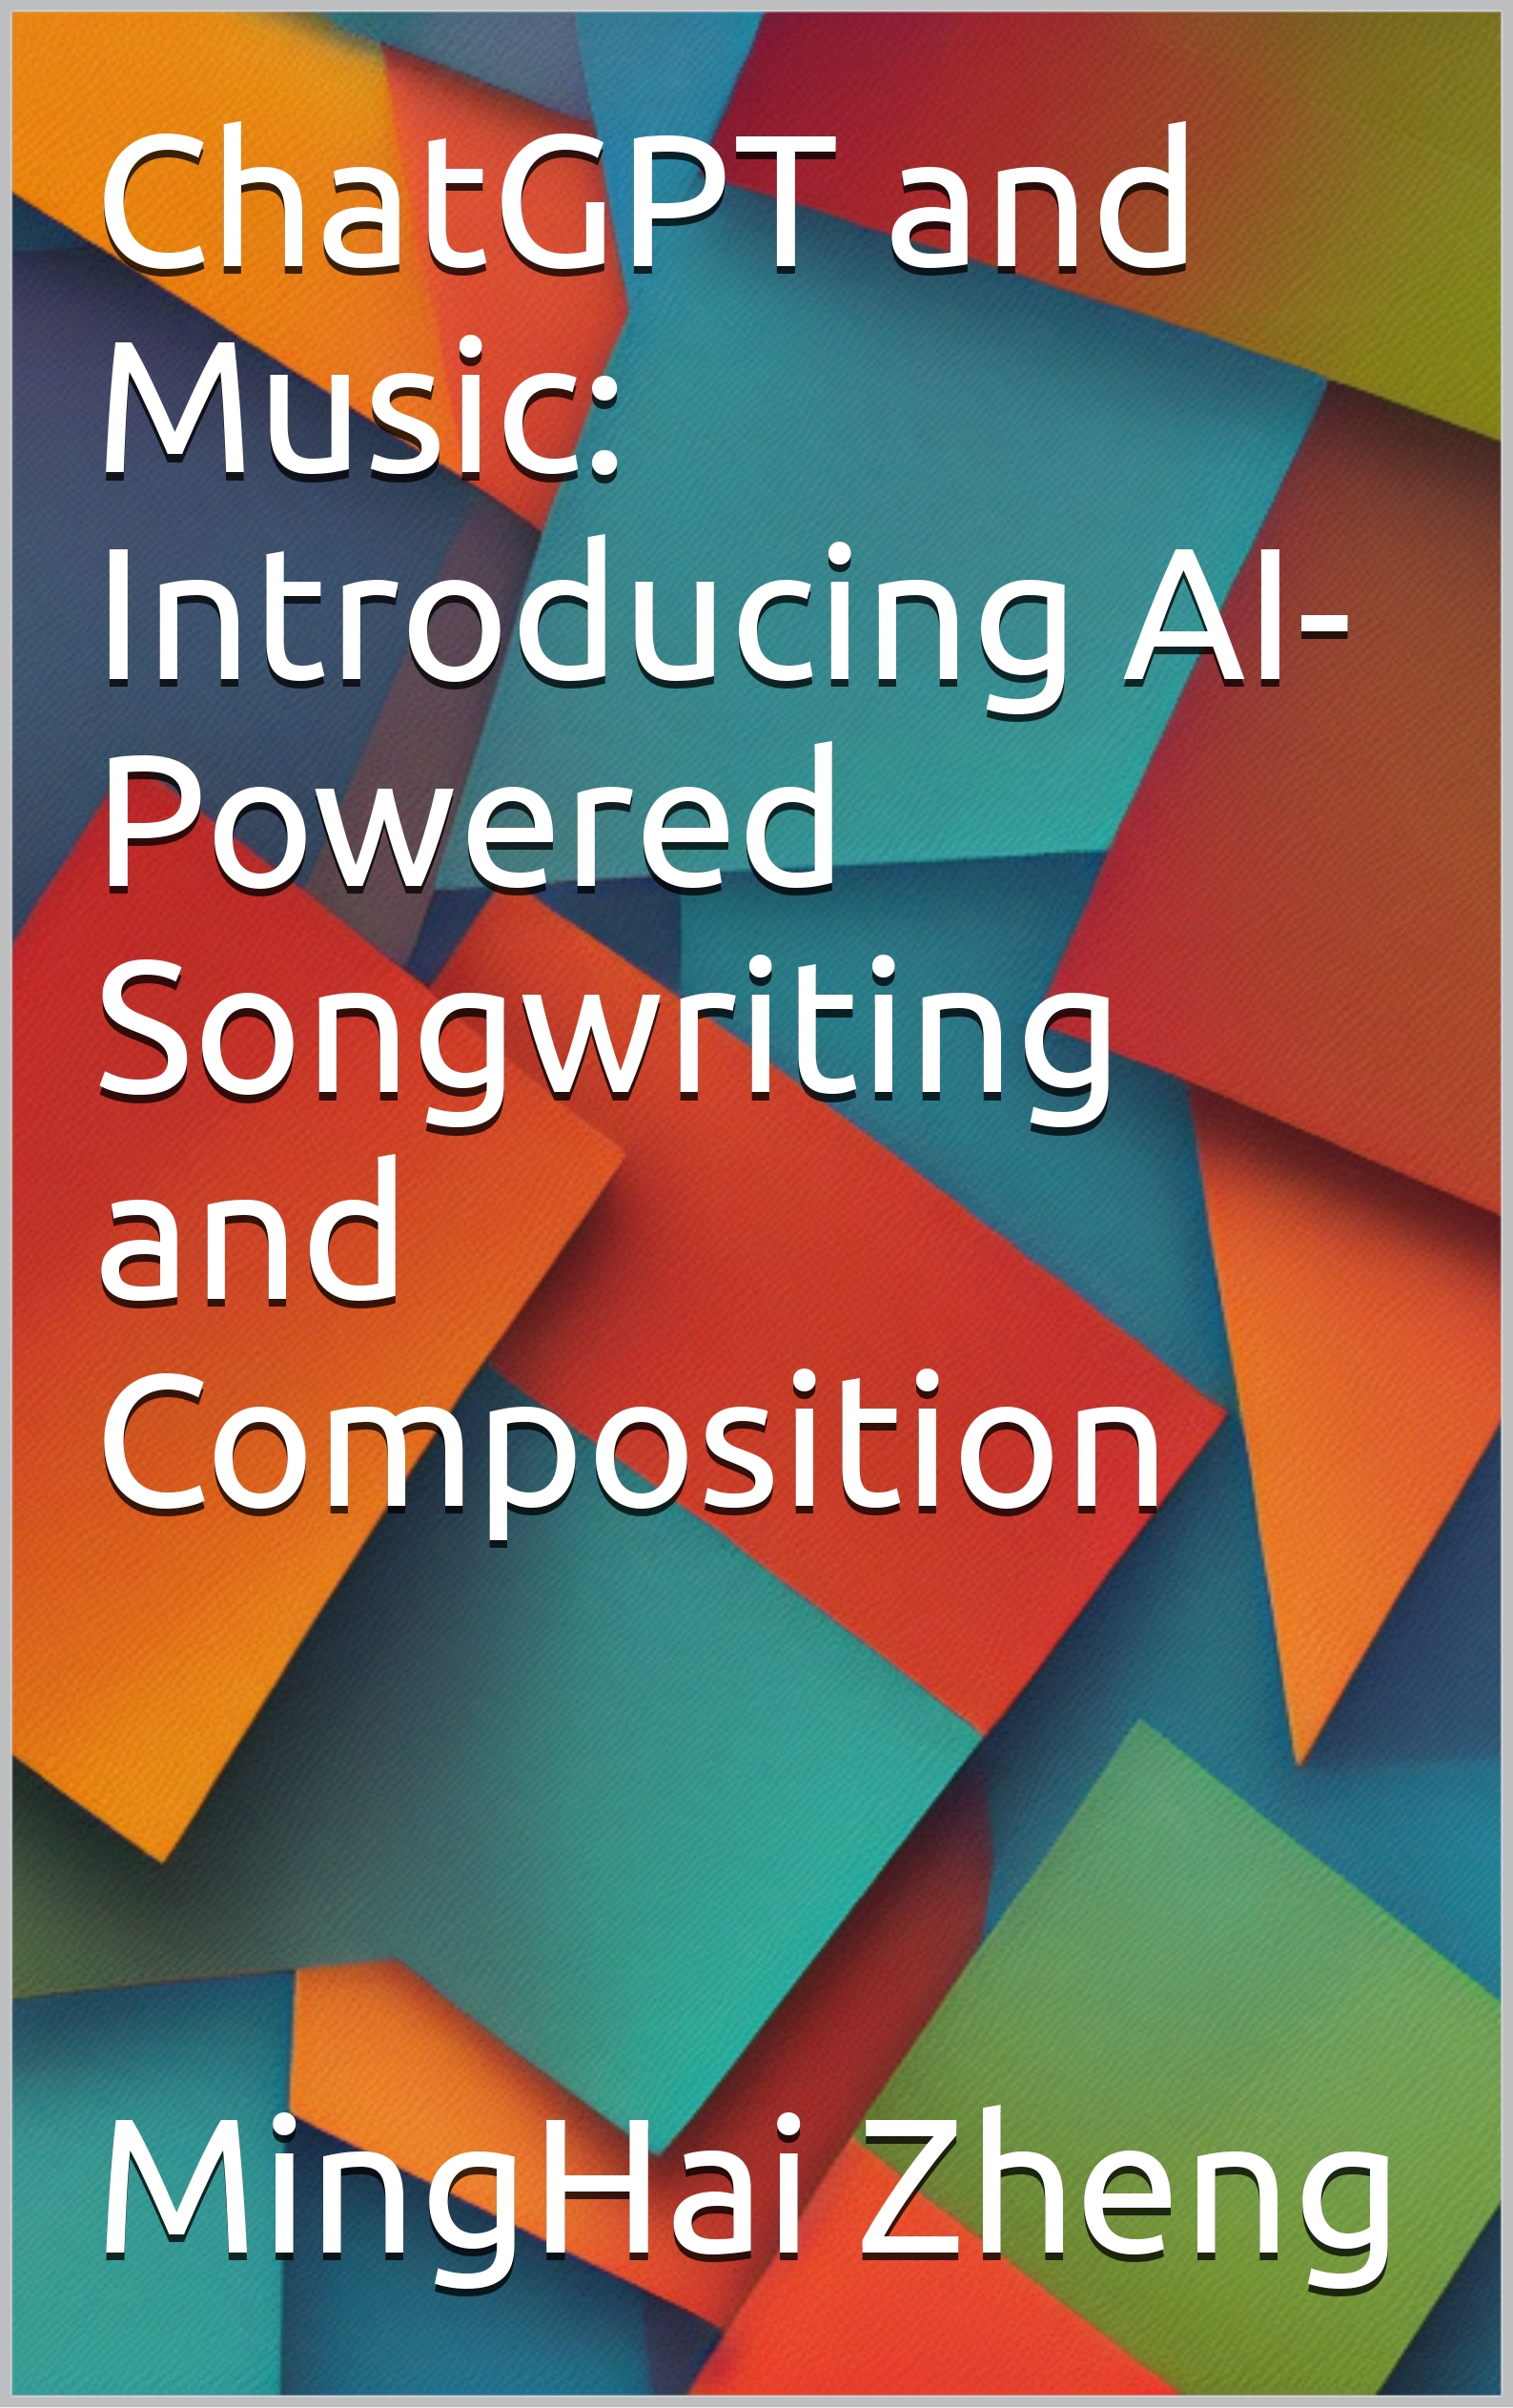 ChatGPT and
Music:
Introducing AI-
Powered
Songwriting
and
Composition
MingHai Zheng